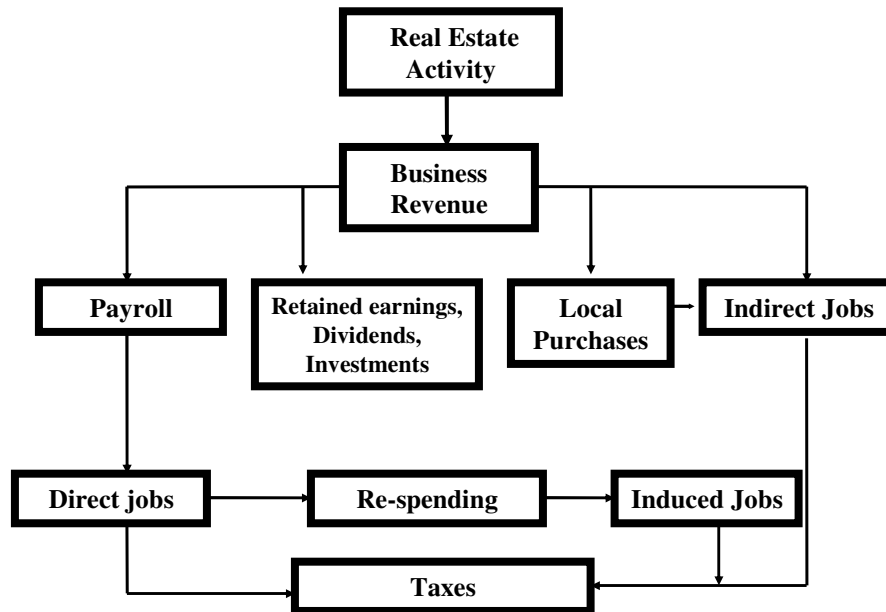 Real Estate
Activity
Business
Revenue
Payroll
Retained earnings,
Dividends,
Investments
Local
Purchases
Indirect Jobs
Direct jobs
Re-spending
Induced Jobs
Taxes